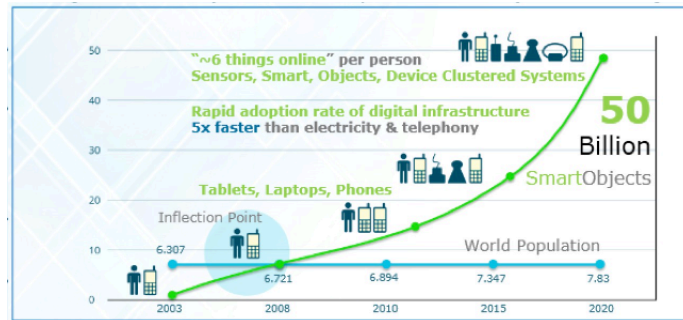 50
"~6 things online" per person
Sensors, Smart, Objects, Device Clustered Systems
40
Rapid adoption rate of digital infrastructure
5x faster than electricity & telephony
50
Billion
SmartObjects
30
20
Tablets, Laptops, Phones
Inflection Point
10
6.307
World Population
6.721
6.894
7.347
7.83
0
2003
2008
2010
2015
2020